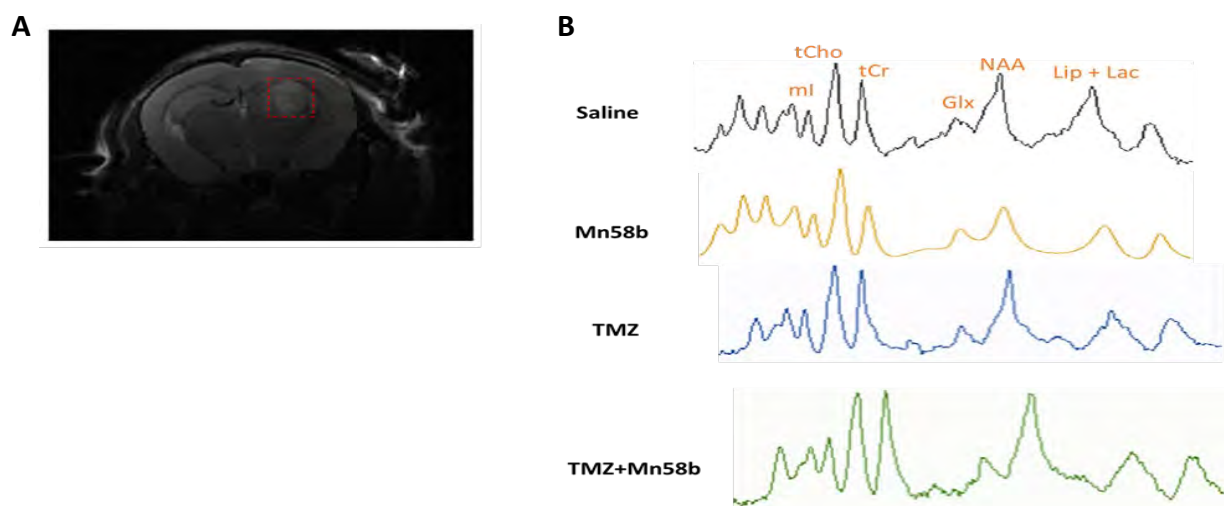 A
B
Saline
mI
tCho
tCr
Glx
NAA
Lip + Lac
Mn58b
TMZ
TMZ+Mn58b